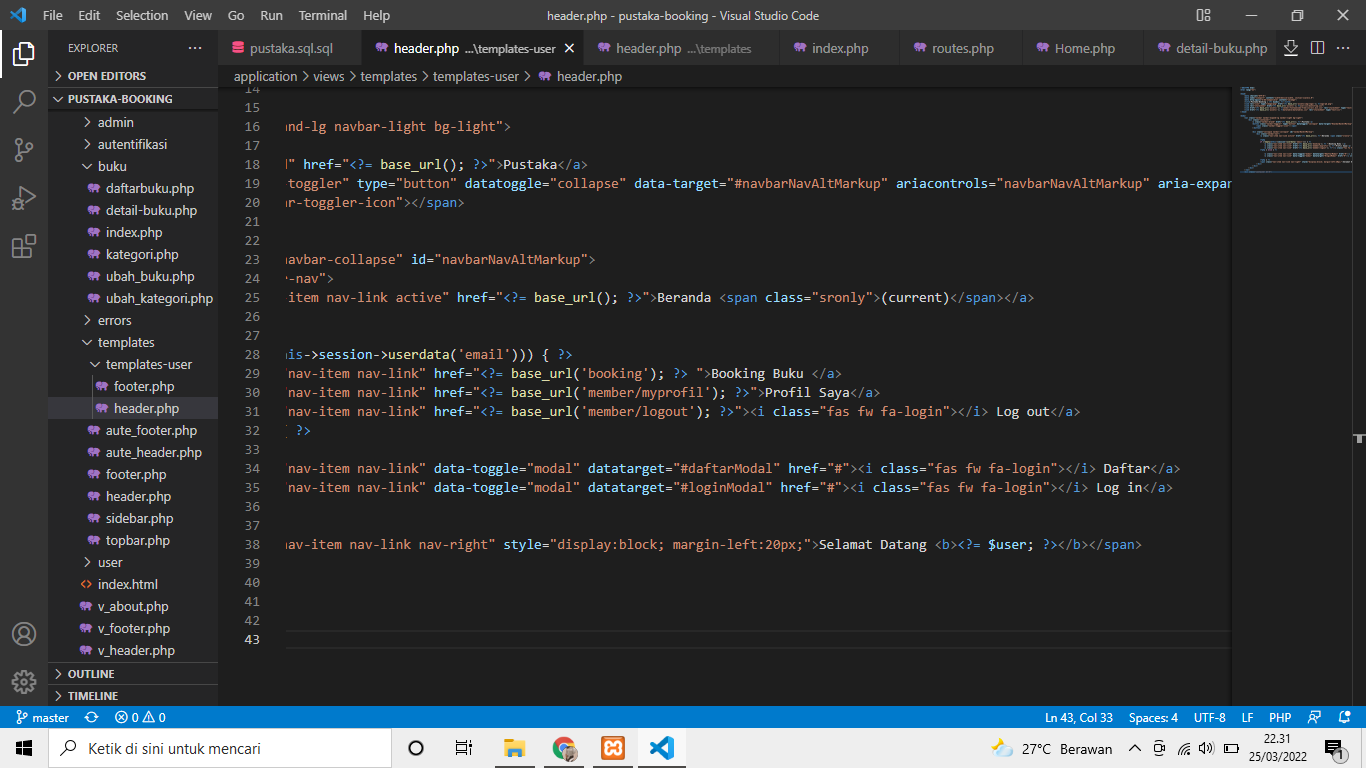 File Edit Selection View Go Run Terminal Help
header.php - pustaka-booking - Visual Studio Code
EXPLORER
OPEN EDITORS
PUSTAKA-BOOKING
admin
autentifikasi
buku
daftarbuku.php
detail-buku.php
index.php
kategori.php
ubah_buku.php
ubah_kategori.php
errors
templates
templates-user
footer.php
header.php
aute_footer.php
aute_header.php
footer.php
header.php
sidebar.php
topbar.php
user
index.html
v_about.php
v_footer.php
v_header.php
OUTLINE
TIMELINE
pustaka.sql.sql
header.php ...\templates-user
header.php ...\templates
index.php
routes.php
Home.php
detail-buku.php
application > views > templates > templates-user > header.php
14
15
16 and-lg navbar-light bg-light">
17
18 d" href="<?= base_url(); ?>">Pustaka</a>
19 -toggler" type="button" datatoggle="collapse" data-target="#navbarNavAltMarkup" ariacontrols="navbarNavAltMarkup" aria-expan
20 ar-toggler-icon"></span>
21
22
23 navbar-collapse" id="navbarNavAltMarkup">
24 r-nav">
25 item nav-link active" href="<?= base_url(); ?>">Beranda <span class="sronly">(current)</span></a>
26
27
28 his->session->userdata('email'))) { ?>
29 "nav-item nav-link" href="<?= base_url('booking'); ?> ">Booking Buku </a>
30 "nav-item nav-link" href="<?= base_url('member/myprofil'); ?>">Profil Saya</a>
31 "nav-item nav-link" href="<?= base_url('member/logout'); ?>"><i class="fas fw fa-login"></i> Log out</a>
32 { ?>
33
34 "nav-item nav-link" data-toggle="modal" datatarget="#daftarModal" href="#"><i class="fas fw fa-login"></i> Daftar</a>
35 "nav-item nav-link" data-toggle="modal" datatarget="#loginModal" href="#"><i class="fas fw fa-login"></i> Log in</a>
36
37
38 nav-item nav-link nav-right" style="display:block; margin-left:20px;">Selamat Datang <b><?= $user; ?></b></span>
39
40
41
42
43
master 0 0
Ln 43, Col 33 Spaces: 4 UTF-8 LF PHP
Ketik di sini untuk mencari
27°C Berawan
22.31
25/03/2022
1